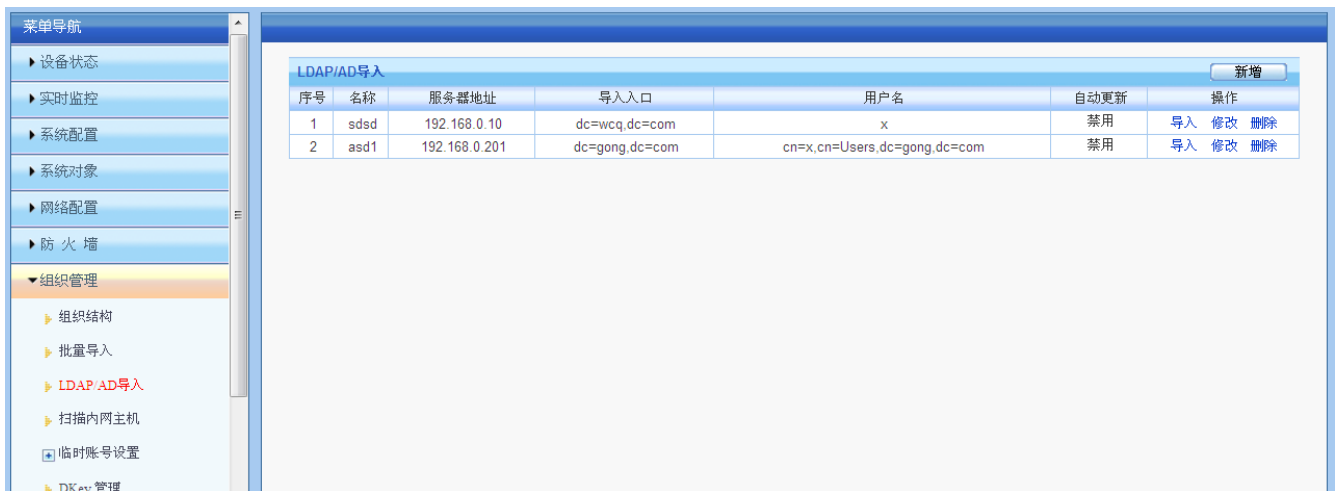 菜单导航
设备状态
实时监控
系统配置
系统对象
网络配置
防 火 墙
组织管理
组织结构
批量导入
LDAP/AD导入
扫描内网主机
临时账号设置
DKey 管理
LDAP/AD导入 新增
序号 名称 服务器地址 导入入口 用户名 自动更新 操作
1 sdsd 192.168.0.10 dc=wcq,dc=com x 禁用 导入 修改 删除
2 asd1 192.168.0.201 dc=gong,dc=com cn=x,cn=Users,dc=gong,dc=com 禁用 导入 修改 删除